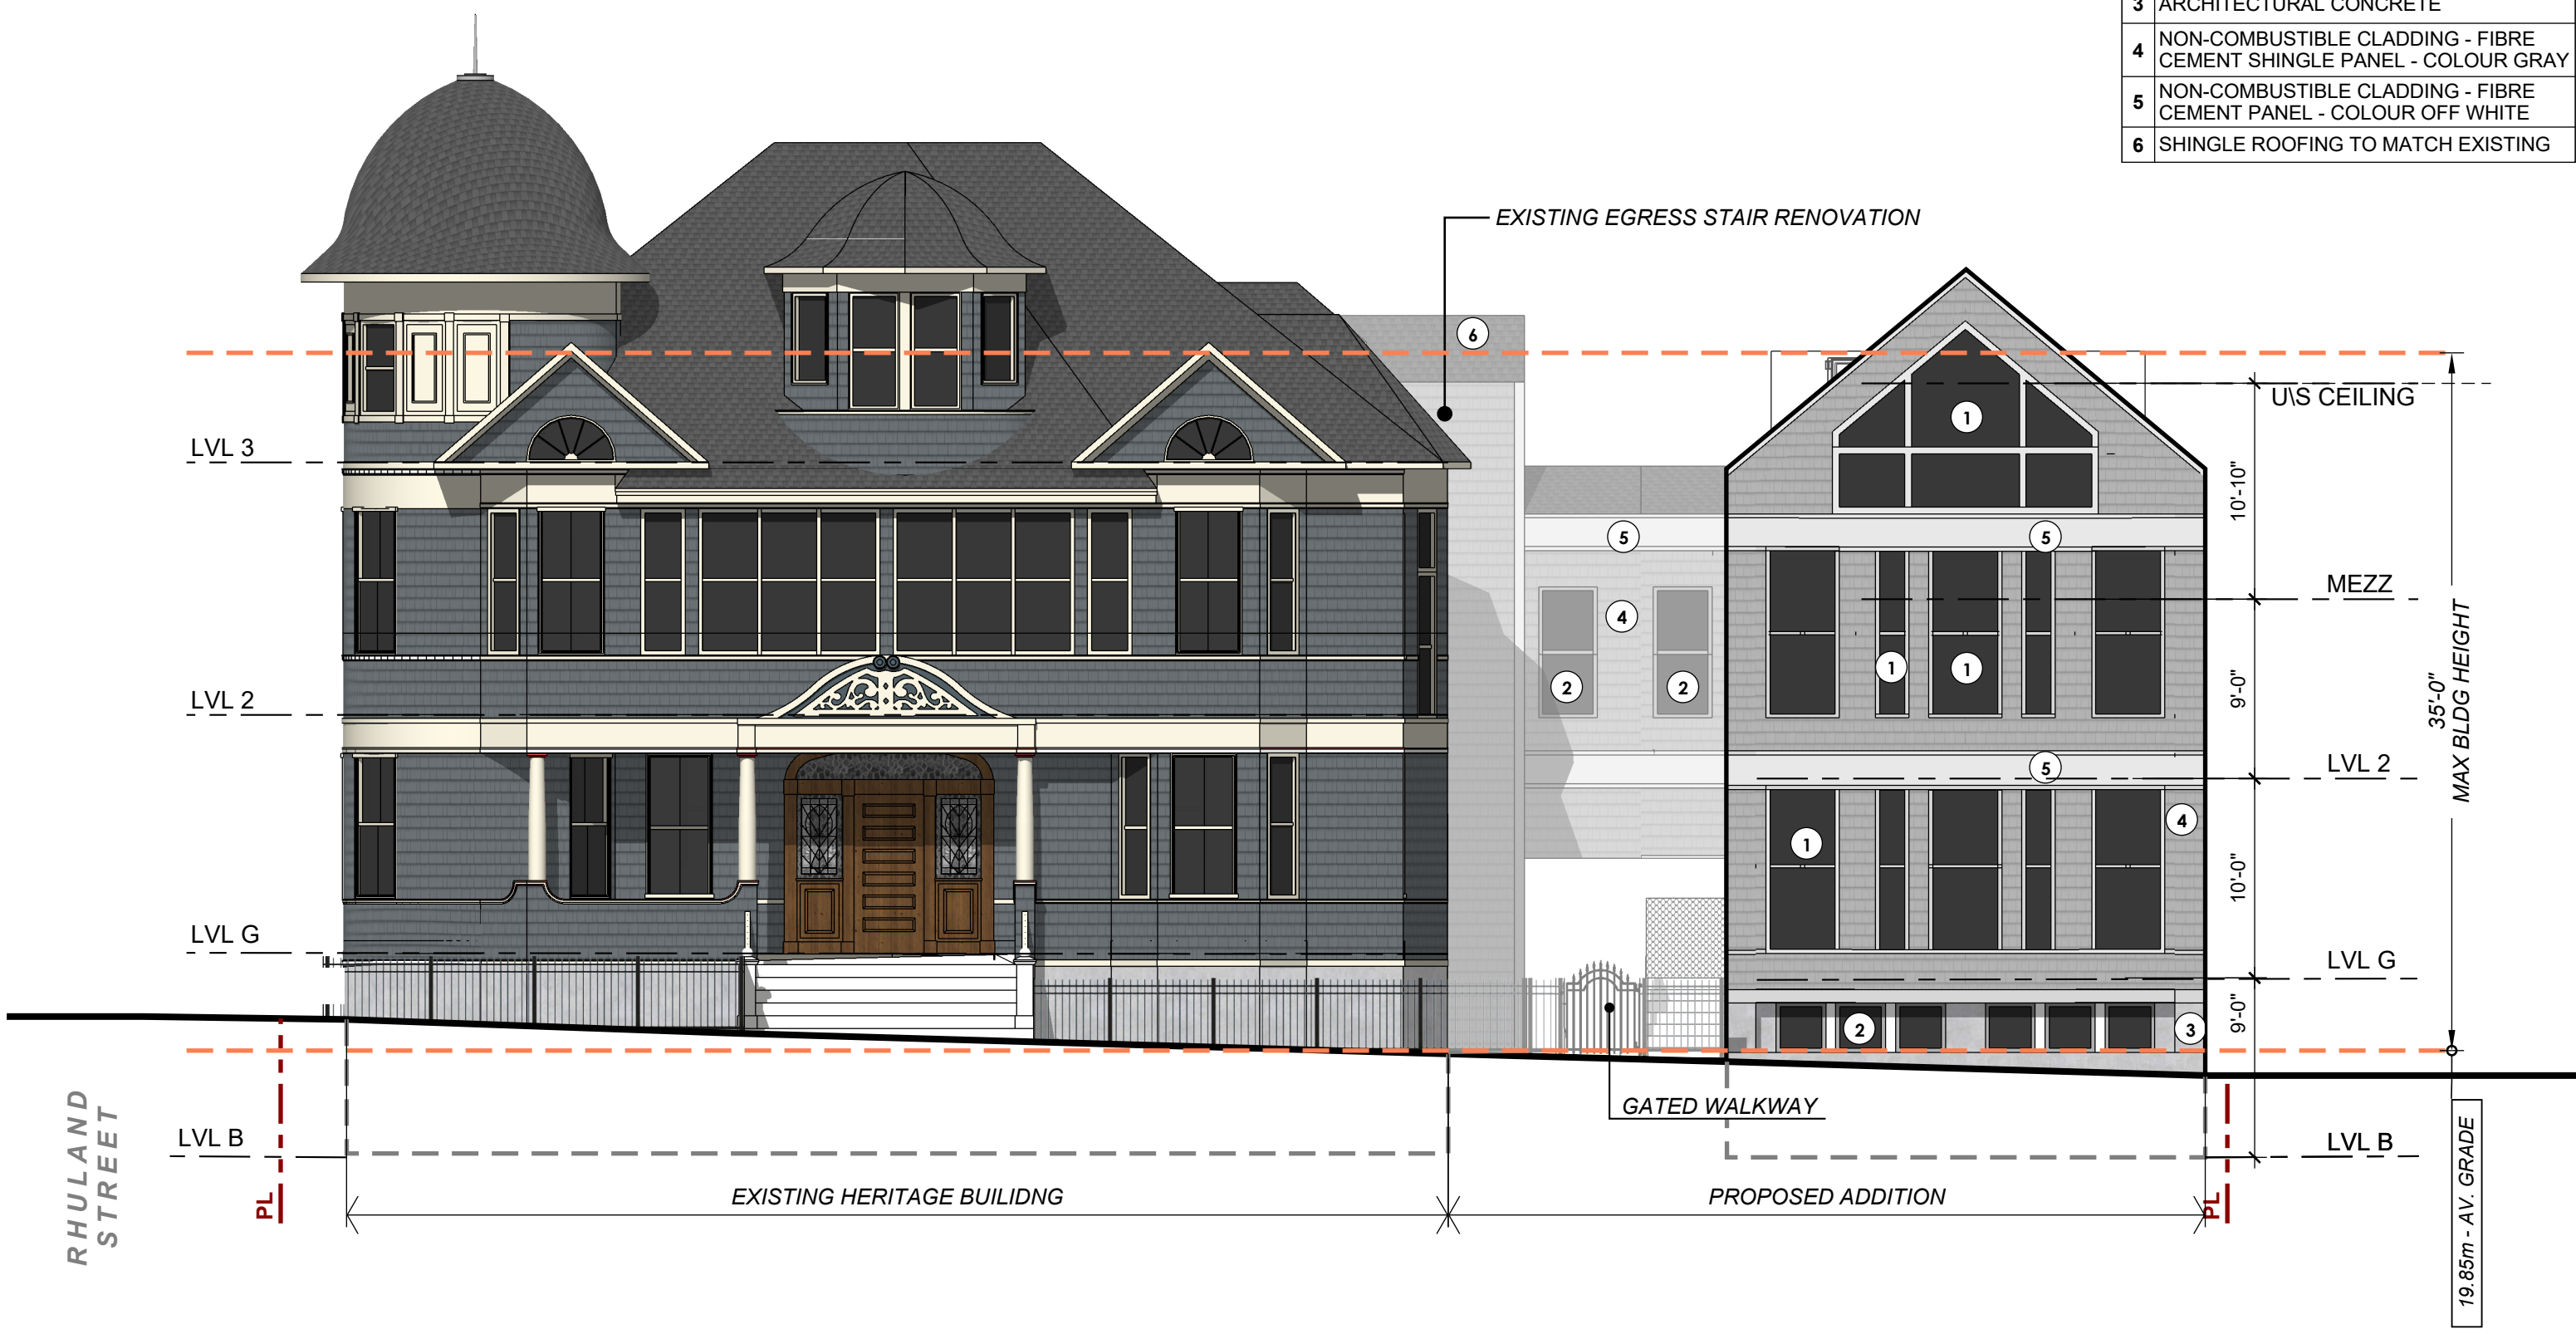 3 ARCHITECTURAL CONCRETE
4 NON-COMBUSTIBLE CLADDING - FIBRE
CEMENT SHINGLE PANEL - COLOUR GRAY
5 NON-COMBUSTIBLE CLADDING - FIBRE
CEMENT PANEL - COLOUR OFF WHITE
6 SHINGLE ROOFING TO MATCH EXISTING
EXISTING EGRESS STAIR RENOVATION
6
U\S CEILING
1
LVL 3
10'-10"
5
5
MEZZ
4
35'-0"
MAX BLDG HEIGHT
1
1
2
2
9'-0"
LVL 2
LVL 2
5
4
1
10'-0"
LVL G
LVL G
9'-0"
2
3
GATED WALKWAY
RHULAND
STREET
LVL B
LVL B
PL
EXISTING HERITAGE BUILIDNG
PROPOSED ADDITION
PL
19.85m - AV. GRADE